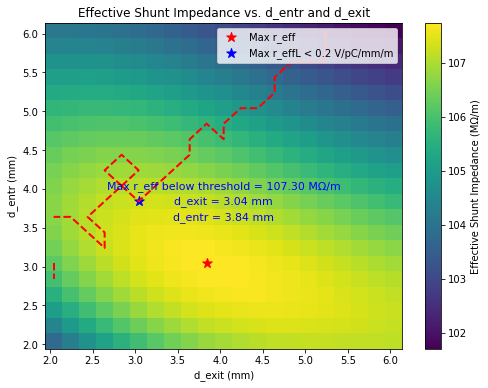 Effective Shunt Impedance vs. d_entr and d_exit
Max r_eff
Max r_effL < 0.2 V/pC/mm/m
Max r_eff below threshold = 107.30 MΩ/m
d_exit = 3.04 mm
d_entr = 3.84 mm
d_entr (mm)
6.0
5.5
5.0
4.5
4.0
3.5
3.0
2.5
2.0
2.0 2.5 3.0 3.5 4.0 4.5 5.0 5.5 6.0
d_exit (mm)
107
106
105
104
103
102
Effective Shunt Impedance (MΩ/m)